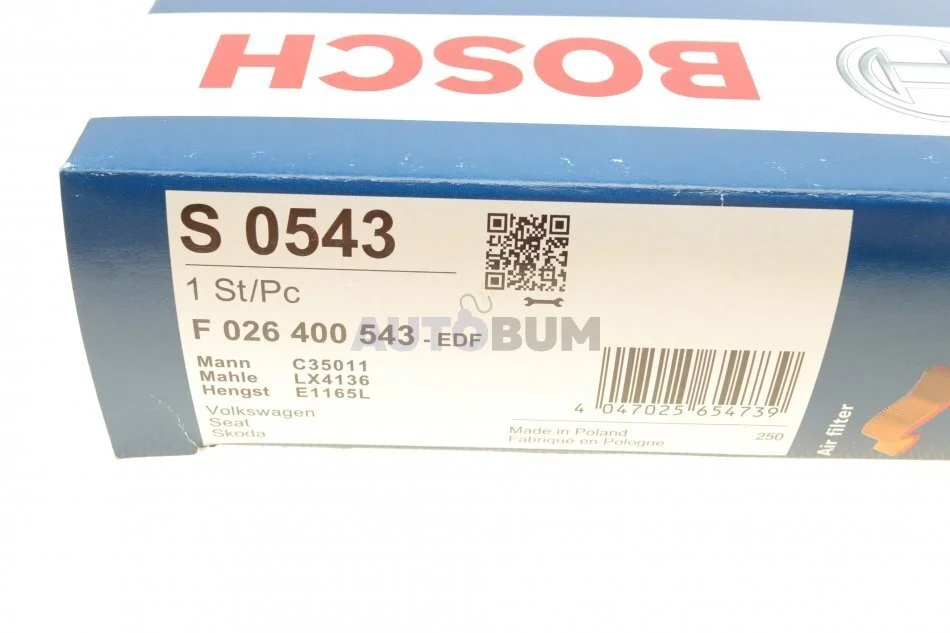 BOSCH
S 0543
1 St/Pc
F 026 400 543 - EDF
AUTOBUM
Mann C35011
Mahle LX4136
Hengst E1165L
Volkswagen
Seat
Skoda
4 047025 654739
Made in Poland
Fabriqué en Pologne
250
Air filter